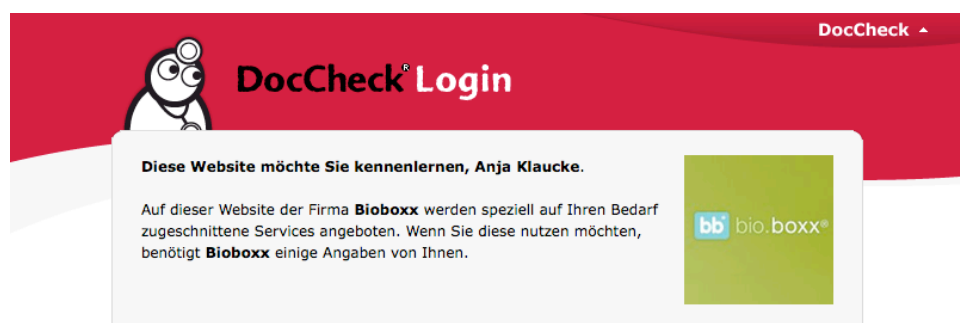 DocCheck
DocCheck® Login
Diese Website möchte Sie kennenlernen, Anja Klaucke.
Auf dieser Website der Firma Bioboxx werden speziell auf Ihren Bedarf
zugeschnittene Services angeboten. Wenn Sie diese nutzen möchten,
benötigt Bioboxx einige Angaben von Ihnen.
bb bio.boxx®